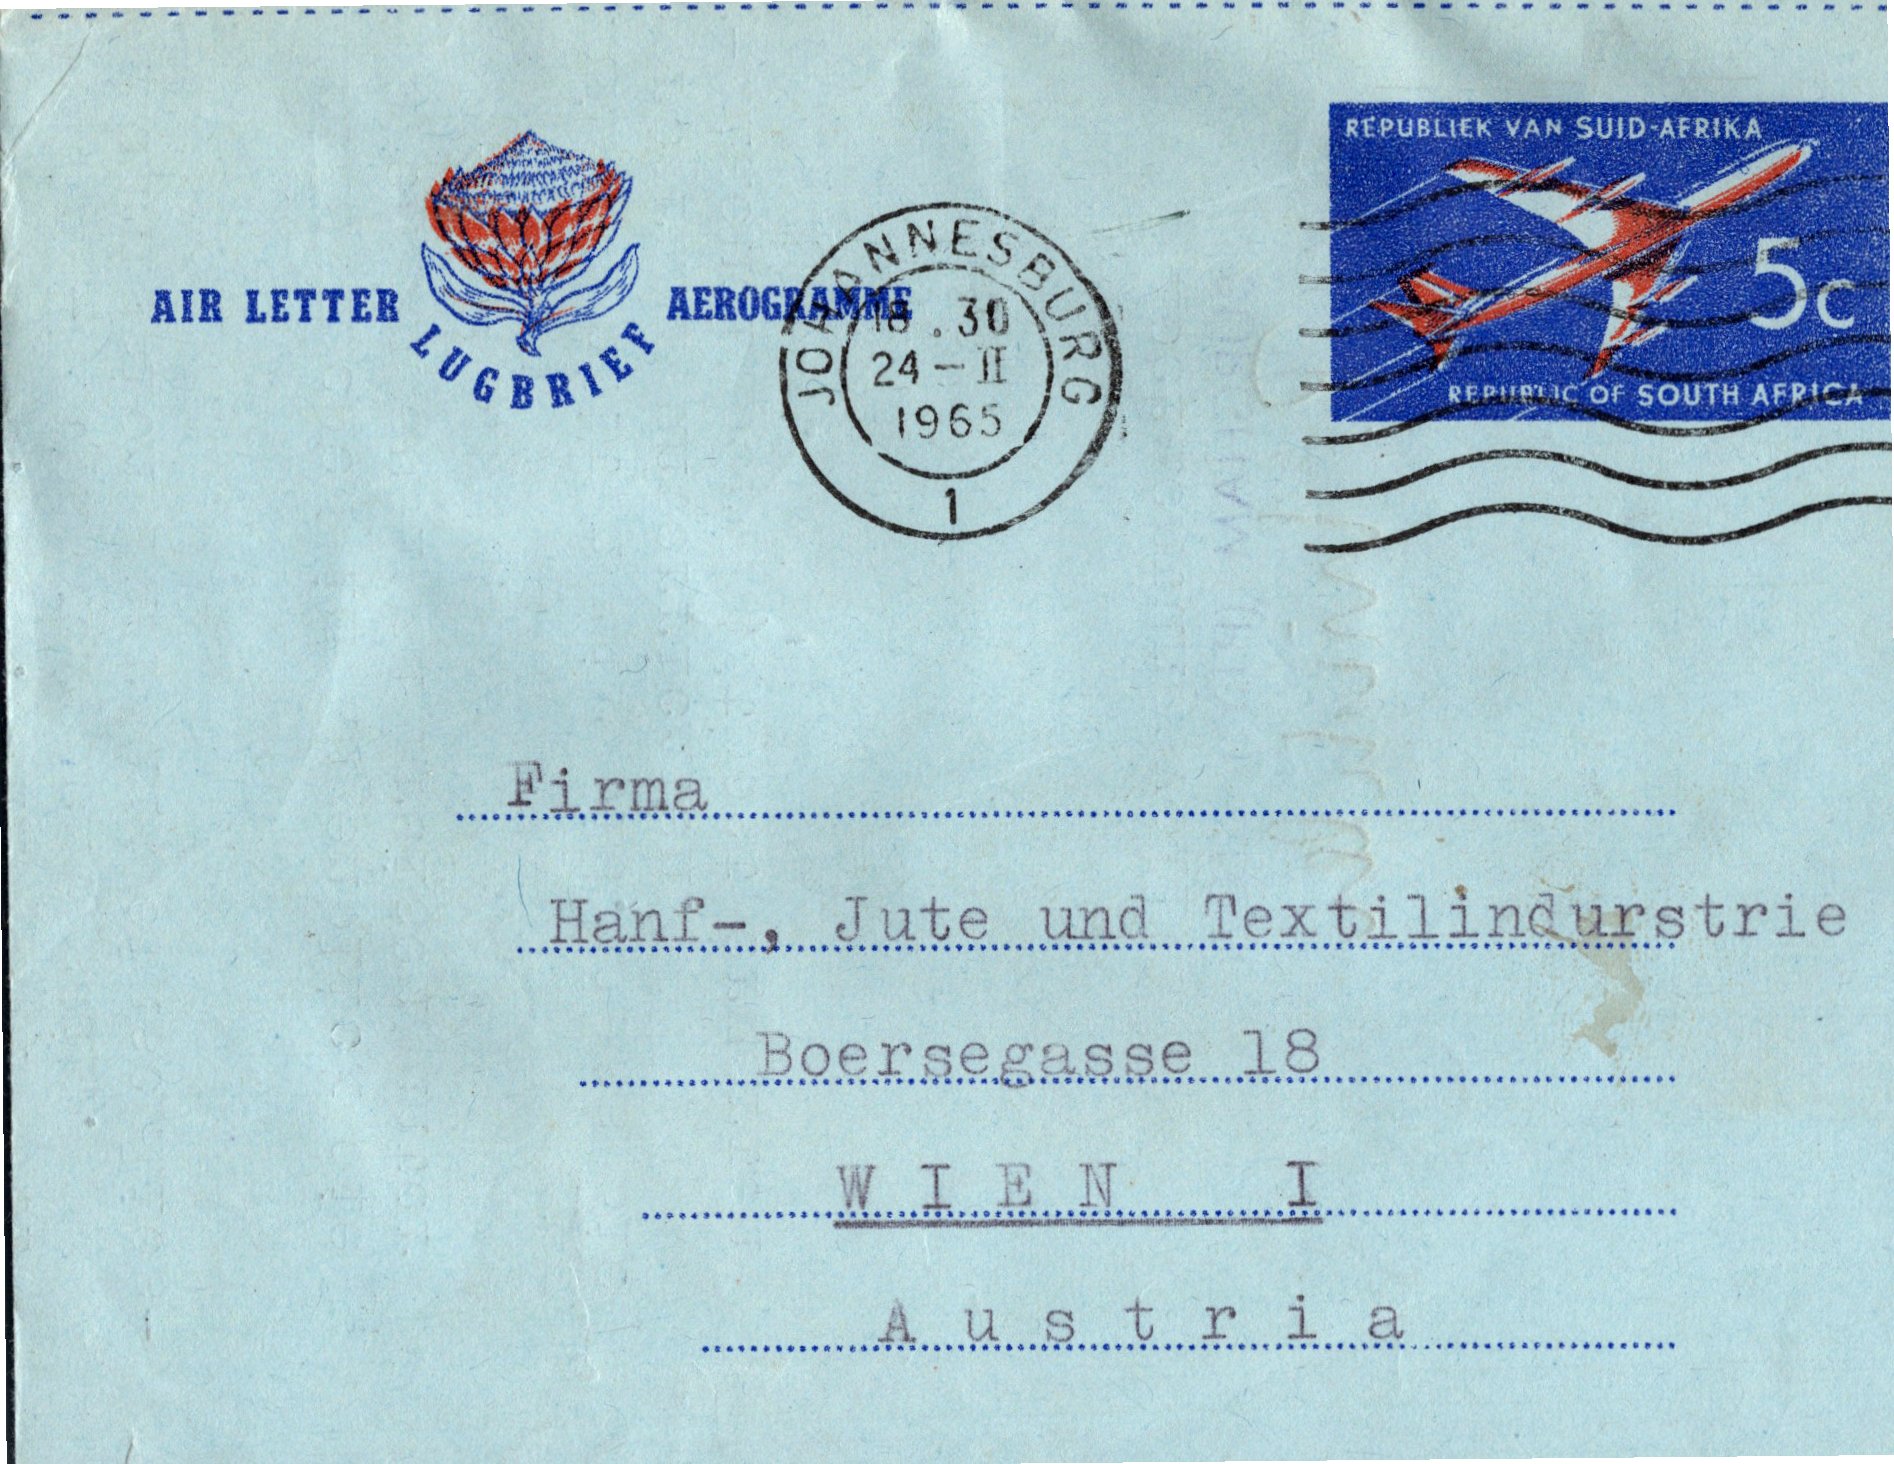 REPUBLIEK VAN SUID-AFRIKA
5c
REPUBLIC OF SOUTH AFRICA
AIR LETTER
LUGBRIEF
AEROGRAMME
JOHANNESBURG
.30
24-II
1965
1
Firma
Hanf-, Jute und Textilindurstrie
Boersegasse 18
WIEN I
Austria